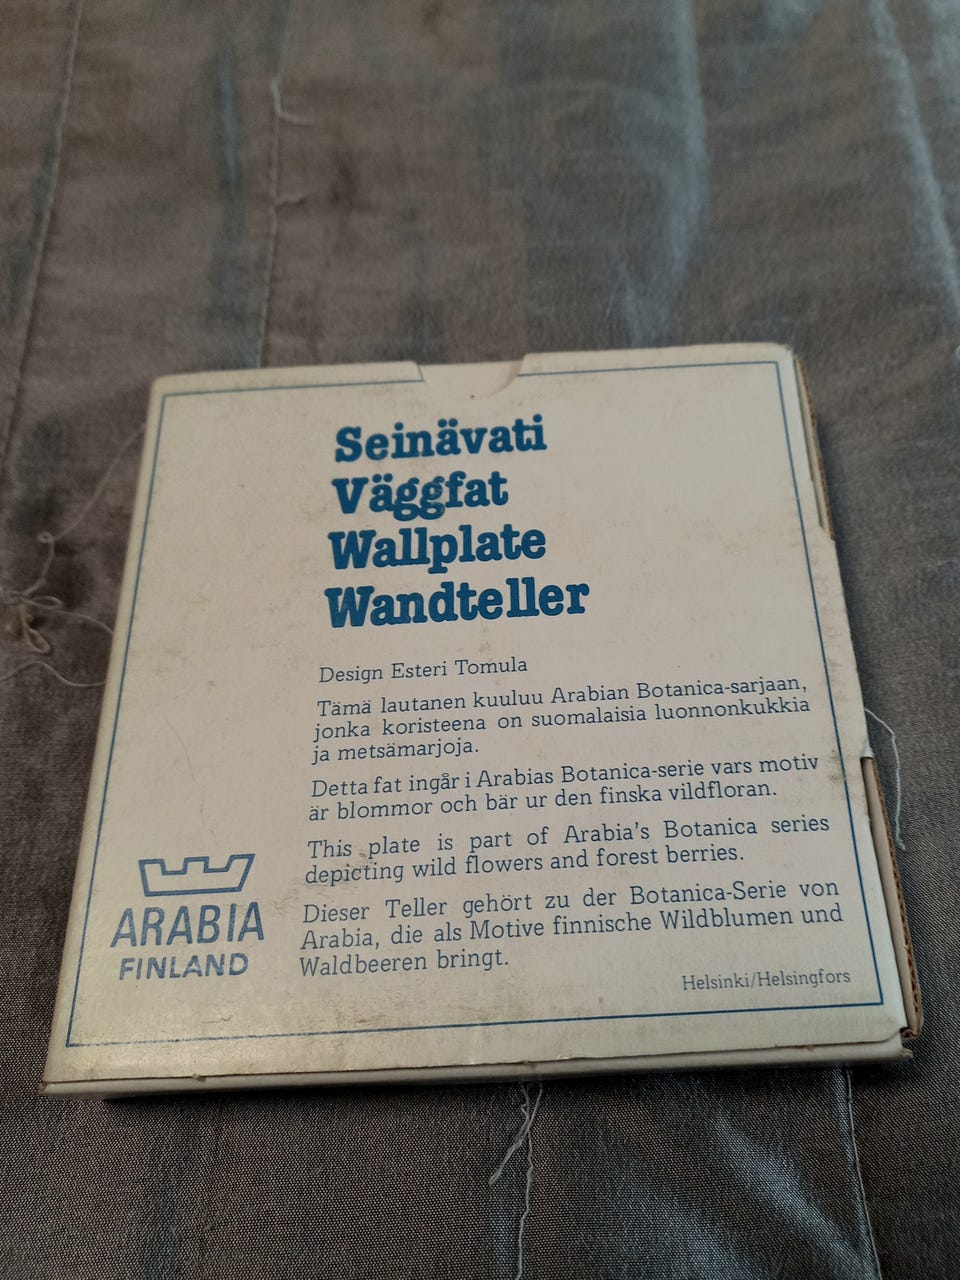 Seinävati
Väggfat
Wallplate
Wandteller
Design Esteri Tomula
Tämä lautanen kuuluu Arabian Botanica-sarjaan,
jonka koristeena on suomalaisia luonnonkukkia
ja metsämarjoja.
Detta fat ingår i Arabias Botanica-serie vars motiv
är blommor och bär ur den finska vildfloran.
This plate is part of Arabia's Botanica series
depicting wild flowers and forest berries.
Dieser Teller gehört zu der Botanica-Serie von
Arabia, die als Motive finnische Wildblumen und
Waldbeeren bringt.
ARABIA
FINLAND
Helsinki/Helsingfors